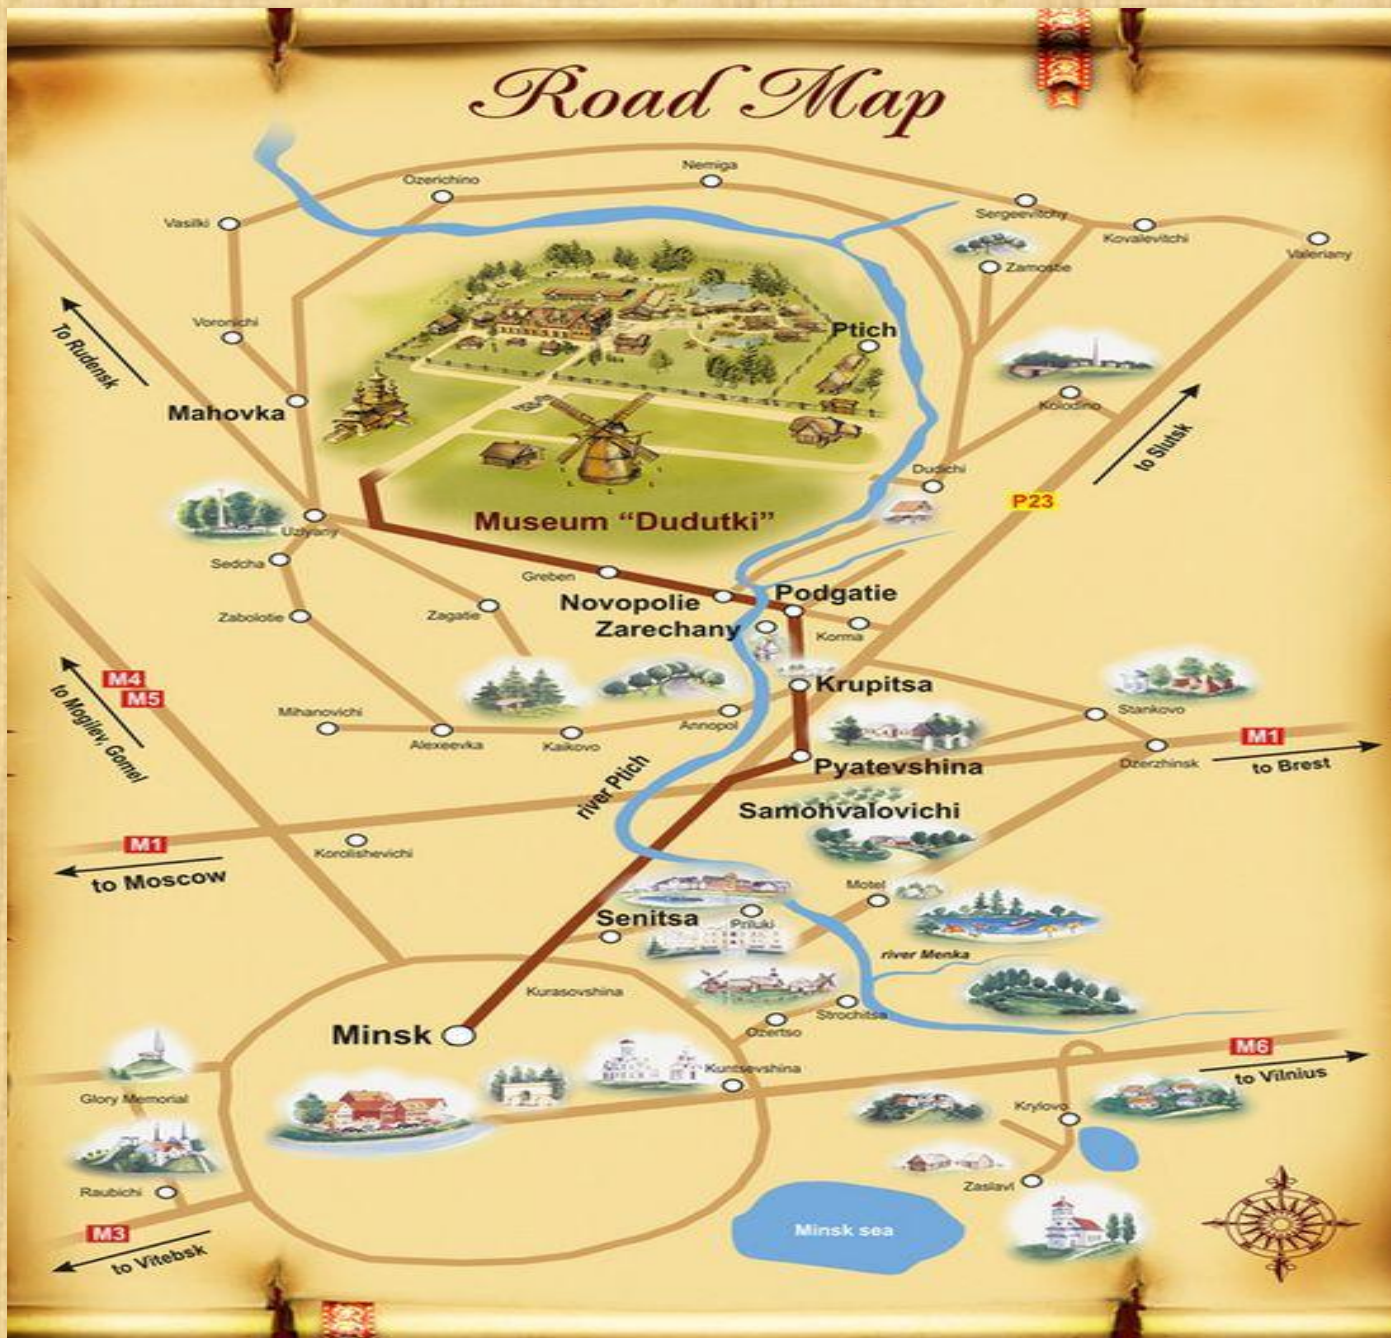 Road Map
Nemiga
Ozerichino
Sergeevitchy
Vasilki
Kovalevitchi
Valeriany
Zamostie
Voronichi
Ptich
To Rudensk
Kolodino
Mahovka
to Slutsk
Dudichi
P23
Museum "Dudutki"
Uzlyany
Sedcha
Greben
Podgatie
Novopolie
Zabolotie
Zagatie
Zarechany
Korma
M4
M5
to Mogilev, Gomel
Krupitsa
Stankovo
Mihanovichi
Annopol
Alexeevka
Kaikovo
M1
to Brest
Dzerzhinsk
Pyatevshina
river Ptich
Samohvalovichi
M1
to Moscow
Korolishevichi
Motel
Senitsa
Priluki
river Menka
Kurasovshina
Strochitsa
Minsk
Ozertso
M6
to Vilnius
Kuntsevshina
Glory Memorial
Krylovo
Raubichi
Zaslavl
M3
to Vitebsk
Minsk sea